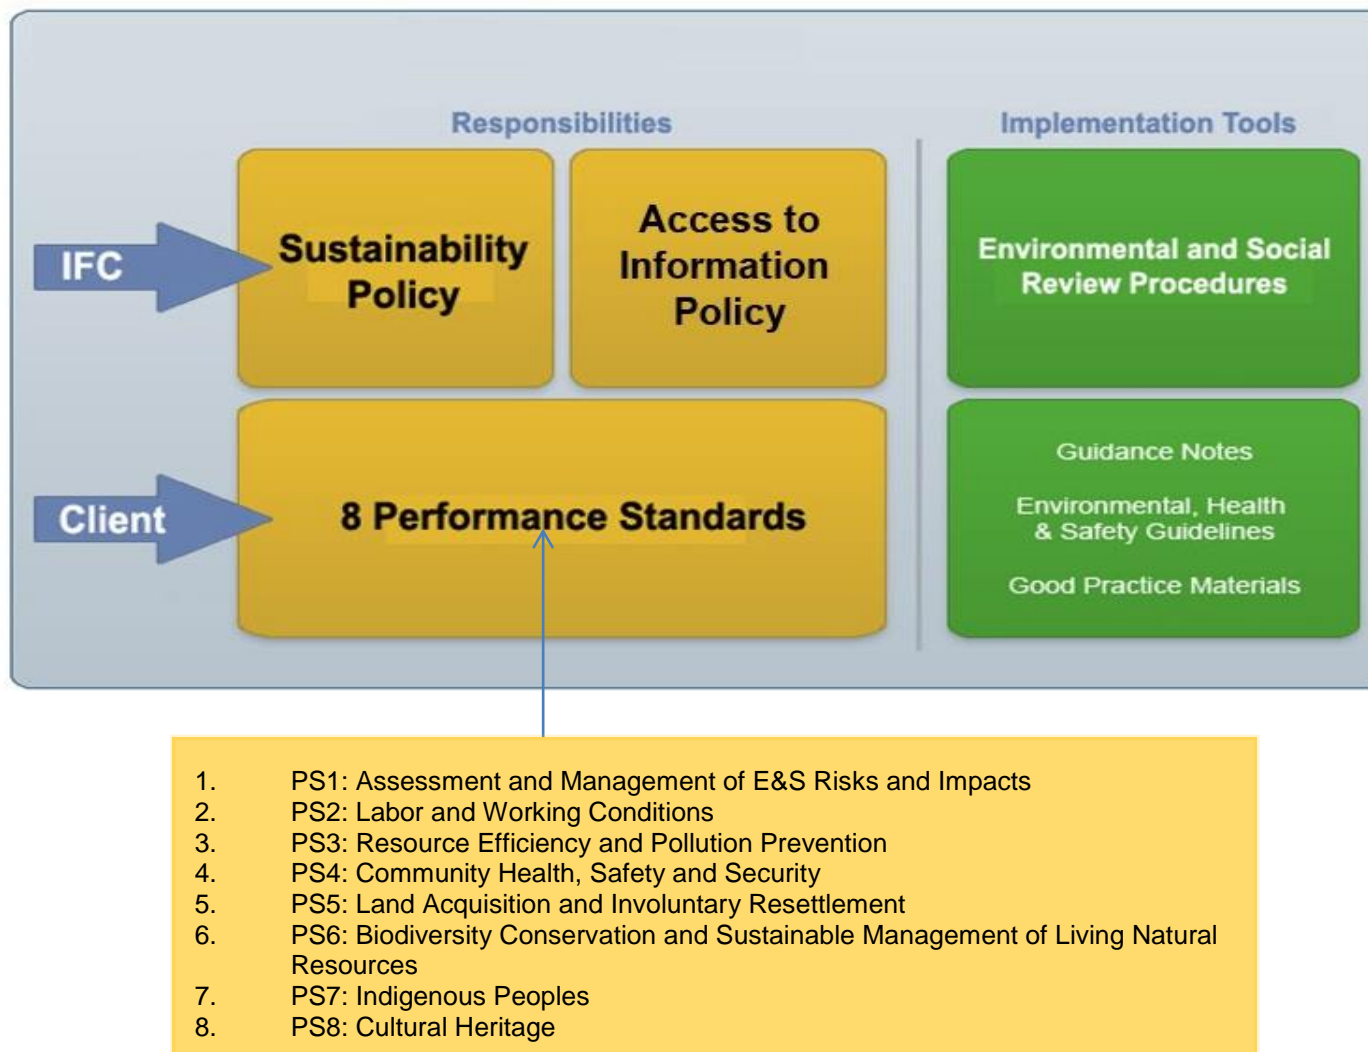 Responsibilities
Implementation Tools
IFC
Sustainability
Policy
Access to
Information
Policy
Environmental and Social
Review Procedures
Client
8 Performance Standards
Guidance Notes
Environmental, Health
& Safety Guidelines
Good Practice Materials
1. PS1: Assessment and Management of E&S Risks and Impacts
2. PS2: Labor and Working Conditions
3. PS3: Resource Efficiency and Pollution Prevention
4. PS4: Community Health, Safety and Security
5. PS5: Land Acquisition and Involuntary Resettlement
6. PS6: Biodiversity Conservation and Sustainable Management of Living Natural
Resources
7. PS7: Indigenous Peoples
8. PS8: Cultural Heritage